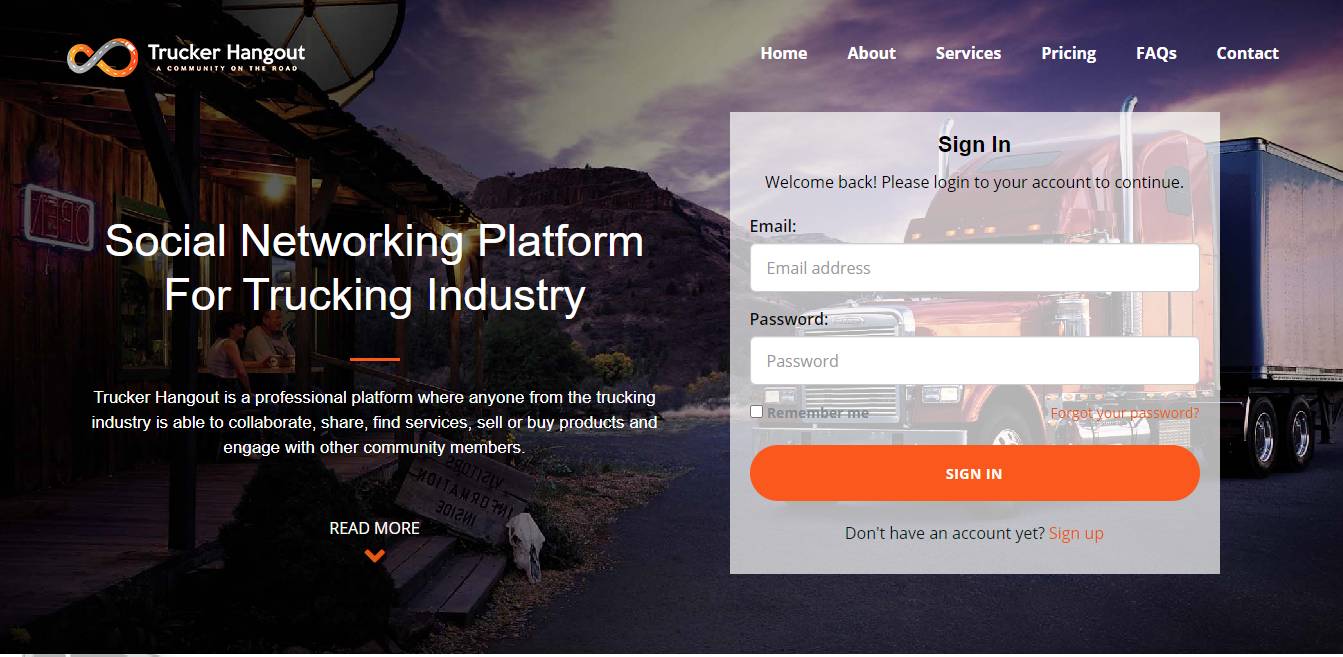 Trucker Hangout
A COMMUNITY ON THE ROAD
Home
About
Services
Pricing
FAQs
Contact
OPEN
Social Networking Platform
For Trucking Industry
Trucker Hangout is a professional platform where anyone from the trucking
industry is able to collaborate, share, find services, sell or buy products and
engage with other community members.
VISITORS
INFORMATION
INSIDE
READ MORE
Sign In
Welcome back! Please login to your account to continue.
Email:
Email address
Password:
Password
Remember me
Forgot your password?
SIGN IN
Don't have an account yet? Sign up